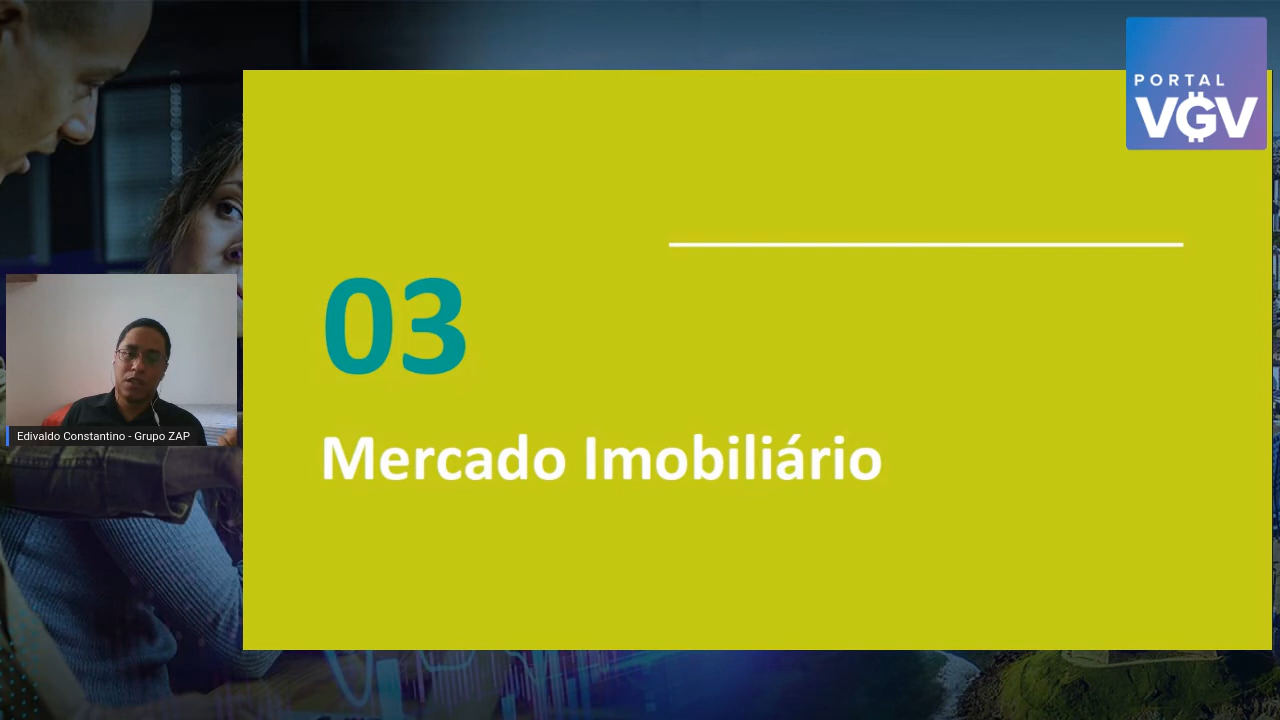 PORTAL
VGV
03
Mercado Imobiliário
Edivaldo Constantino - Grupo ZAP